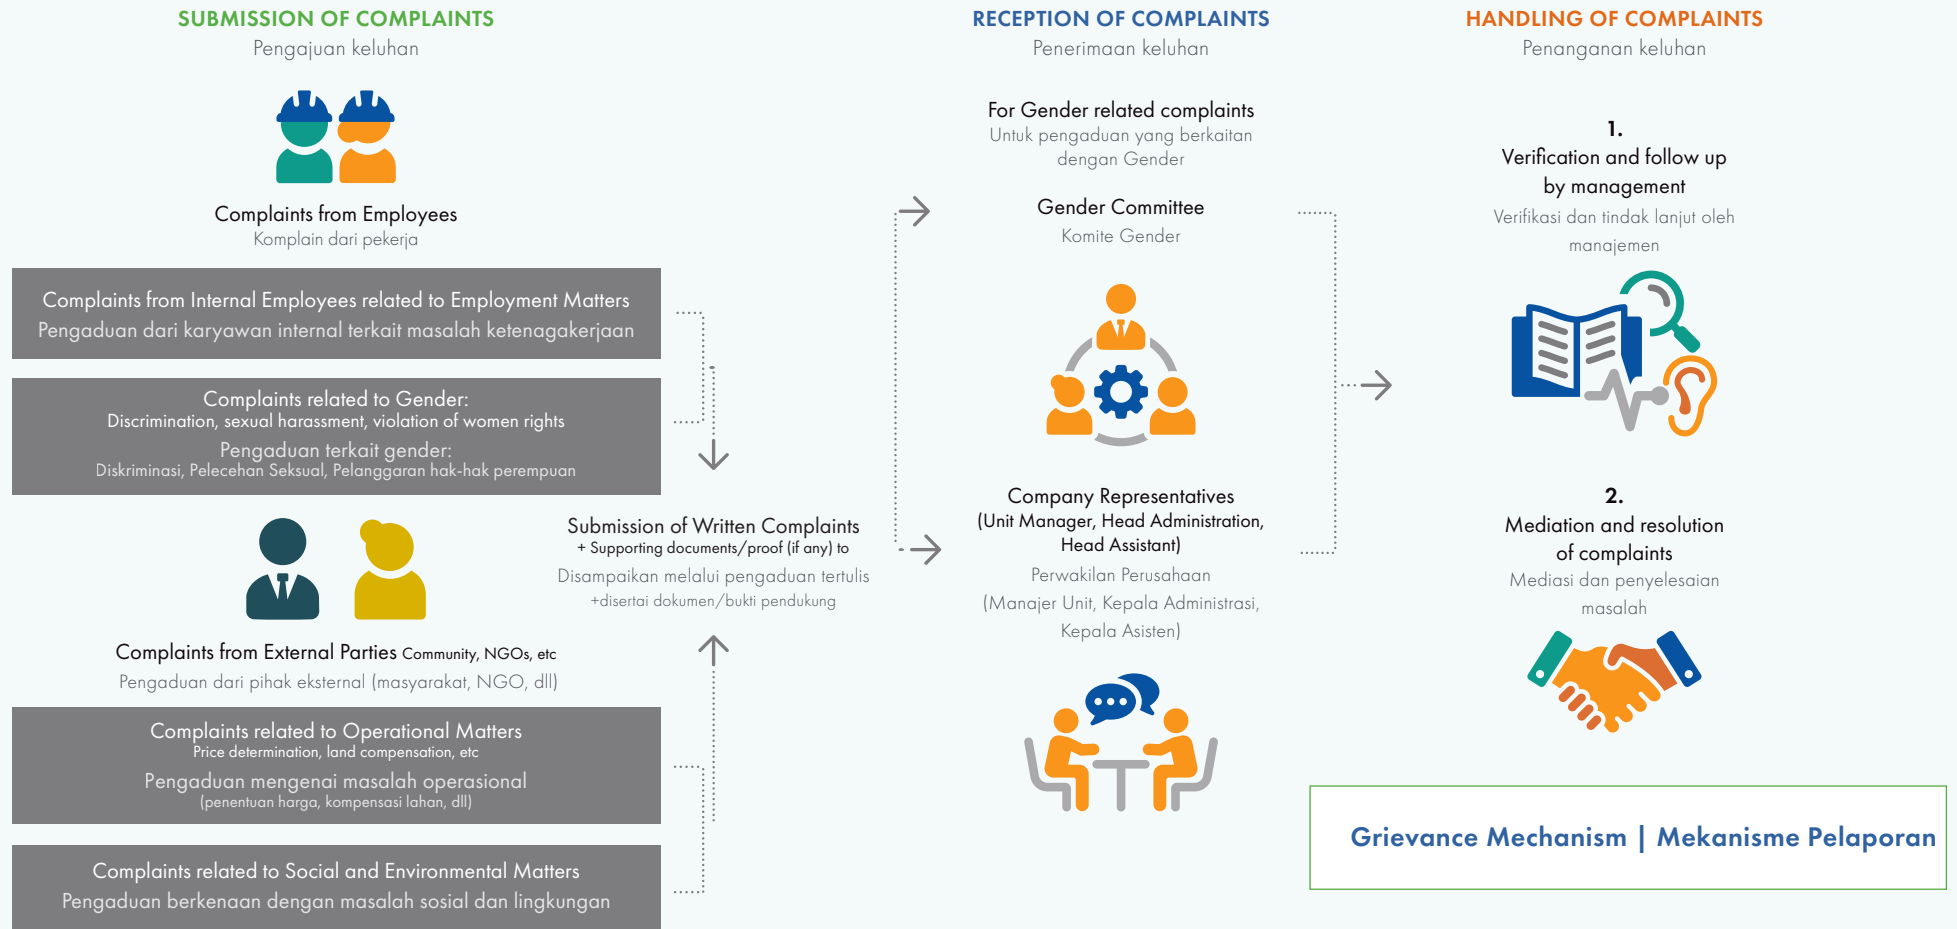 SUBMISSION OF COMPLAINTS
Pengajuan keluhan
Complaints from Employees
Komplain dari pekerja
Complaints from Internal Employees related to Employment Matters
Pengaduan dari karyawan internal terkait masalah ketenagakerjaan
Complaints related to Gender:
Discrimination, sexual harassment, violation of women rights
Pengaduan terkait gender:
Diskriminasi, Pelecehan Seksual, Pelanggaran hak-hak perempuan
Complaints from External Parties Community, NGOs, etc
Pengaduan dari pihak eksternal (masyarakat, NGO, dll)
Complaints related to Operational Matters
Price determination, land compensation, etc
Pengaduan mengenai masalah operasional
(penentuan harga, kompensasi lahan, dll)
Complaints related to Social and Environmental Matters
Pengaduan berkenaan dengan masalah sosial dan lingkungan
Submission of Written Complaints
+ Supporting documents/proof (if any) to
Disampaikan melalui pengaduan tertulis
+disertai dokumen/bukti pendukung
RECEPTION OF COMPLAINTS
Penerimaan keluhan
For Gender related complaints
Untuk pengaduan yang berkaitan
dengan Gender
Gender Committee
Komite Gender
Company Representatives
(Unit Manager, Head Administration,
Head Assistant)
Perwakilan Perusahaan
(Manajer Unit, Kepala Administrasi,
Kepala Asisten)
HANDLING OF COMPLAINTS
Penanganan keluhan
1.
Verification and follow up
by management
Verifikasi dan tindak lanjut oleh
manajemen
2.
Mediation and resolution
of complaints
Mediasi dan penyelesaian
masalah
Grievance Mechanism | Mekanisme Pelaporan